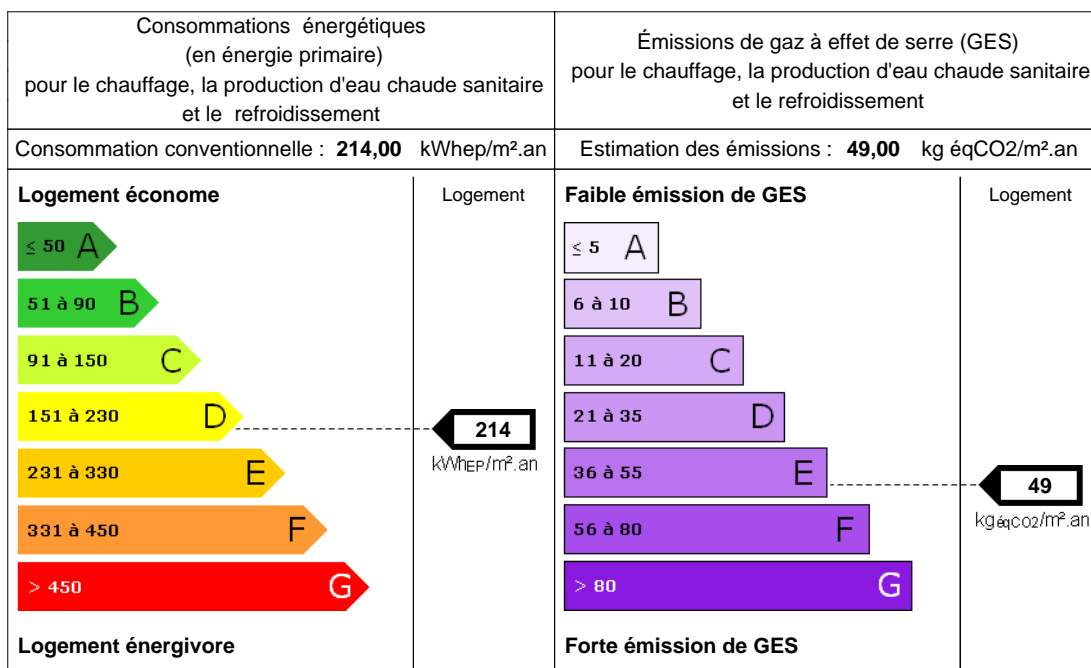 Consommations énergétiques
(en énergie primaire)
pour le chauffage, la production d'eau chaude sanitaire
et le refroidissement
Émissions de gaz à effet de serre (GES)
pour le chauffage, la production d'eau chaude sanitaire
et le refroidissement
Consommation conventionnelle : 214,00 kWhep/m².an
Estimation des émissions : 49,00 kg éqCO2/m².an
Logement économe
Logement
≤ 50 A
51 à 90 B
91 à 150 C
151 à 230 D
231 à 330 E
331 à 450 F
> 450 G
214
kWhEP/m².an
Logement énergivore
Faible émission de GES
Logement
≤ 5 A
6 à 10 B
11 à 20 C
21 à 35 D
36 à 55 E
56 à 80 F
> 80 G
49
kgéqCO2/m².an
Forte émission de GES